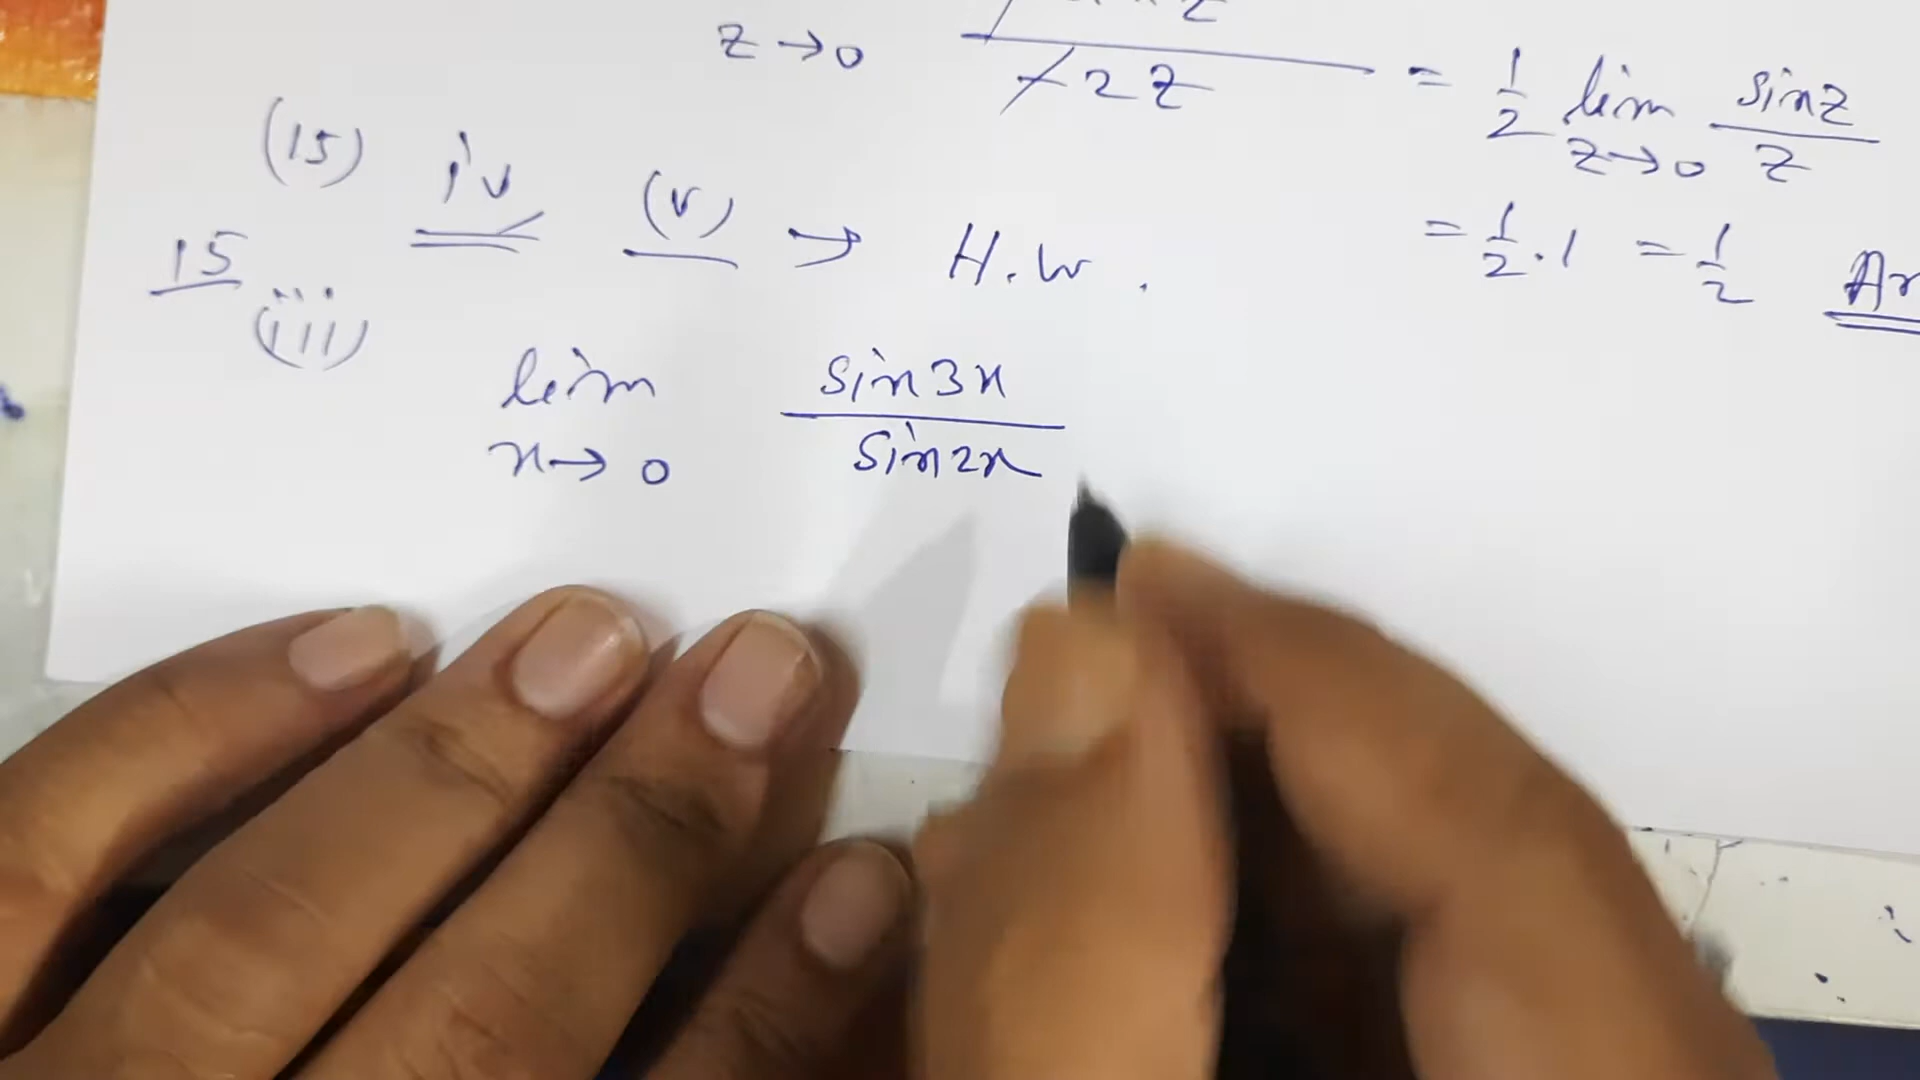 z → 0
2z = 1/2 lim z→0 sinz/z
(15) iv (v) → H.W.
= 1/2 . 1 = 1/2
15 (iii)
lim x→0 sin3x/sin2x